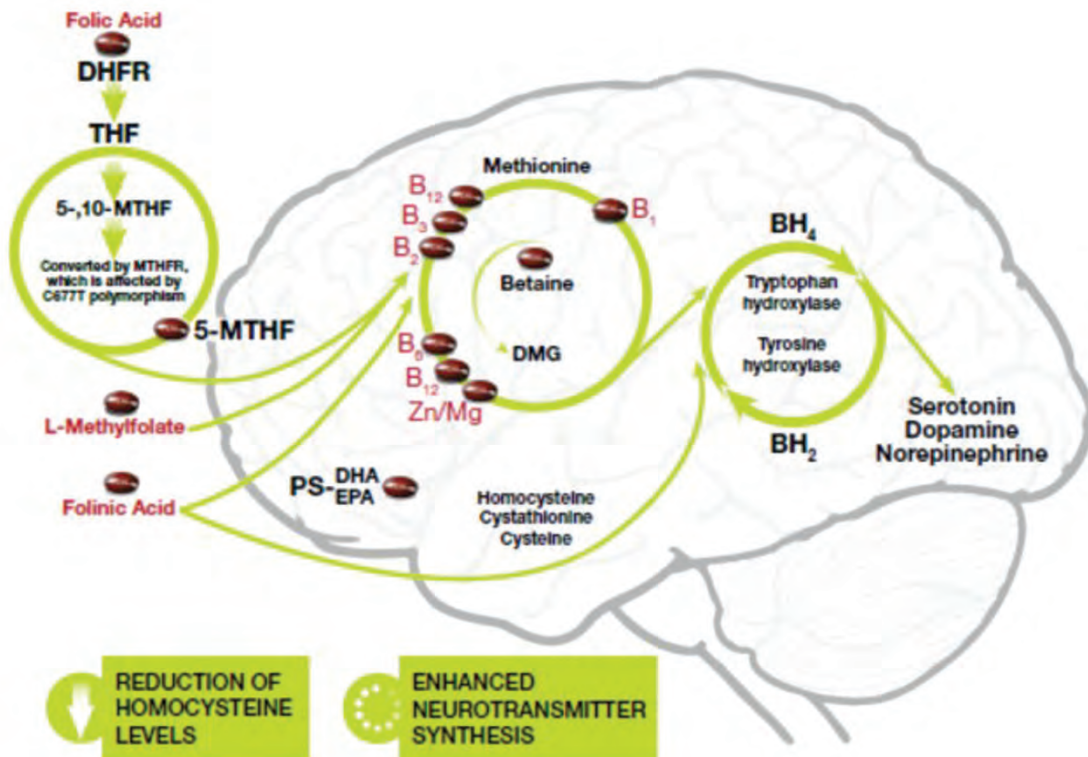 Folic Acid
DHFR
THF
5-,10-MTHF
Converted by MTHFR,
which is affected by
C677T polymorphism
5-MTHF
L-Methylfolate
Folinic Acid
Methionine
B12
B3
B2
B1
Betaine
DMG
B6
B12
Zn/Mg
PS-DHA
EPA
Homocysteine
Cystathionine
Cysteine
BH4
Tryptophan
hydroxylase
Tyrosine
hydroxylase
BH2
Serotonin
Dopamine
Norepinephrine
REDUCTION OF
HOMOCYSTEINE
LEVELS
ENHANCED
NEUROTRANSMITTER
SYNTHESIS